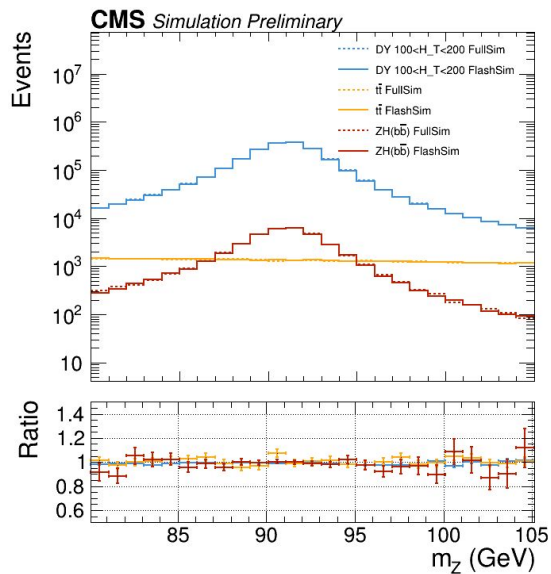 CMS Simulation Preliminary
Events
10⁷
10⁶
10⁵
10⁴
10³
10²
10
DY 100<H_T<200 FullSim
DY 100<H_T<200 FlashSim
tt̅ FullSim
tt̅ FlashSim
ZH(bb̅) FullSim
ZH(bb̅) FlashSim
Ratio
1.4
1.2
1
0.8
0.6
85 90 95 100 105
m_Z (GeV)